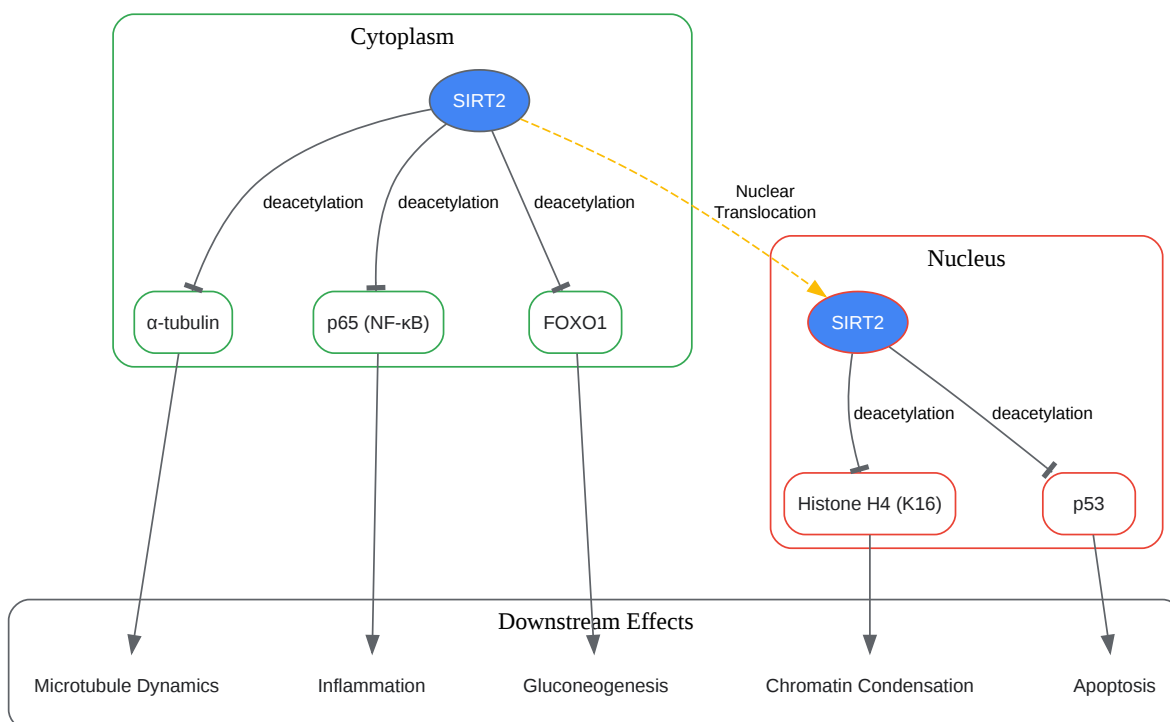 Cytoplasm
SIRT2
deacetylation
deacetylation
deacetylation
Nuclear
Translocation
α-tubulin
p65 (NF-κB)
FOXO1
Nucleus
SIRT2
deacetylation
deacetylation
Histone H4 (K16)
p53
Downstream Effects
Microtubule Dynamics
Inflammation
Gluconeogenesis
Chromatin Condensation
Apoptosis